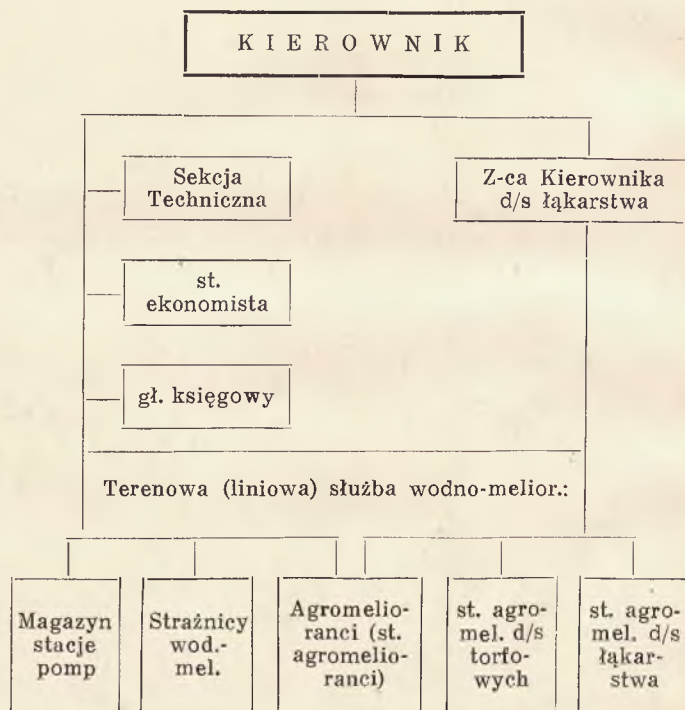 KIEROWNIK
Sekcja
Techniczna
Z-ca Kierownika
d/s łąkarstwa
st.
ekonomista
gł. księgowy
Terenowa (liniowa) służba wodno-melior.:
Magazyn
stacje
pomp
Strażnicy
wod.-
mel.
Agromelio-
ranci (st.
agromelio-
ranci)
st. agro-
mel. d/s
torfo-
wych
st. agro-
mel. d/s
łąkar-
stwa